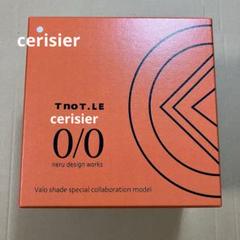 cerisier
TNOT.LE
cerisier
0/0
neru design works
Valo shade special collaboration model